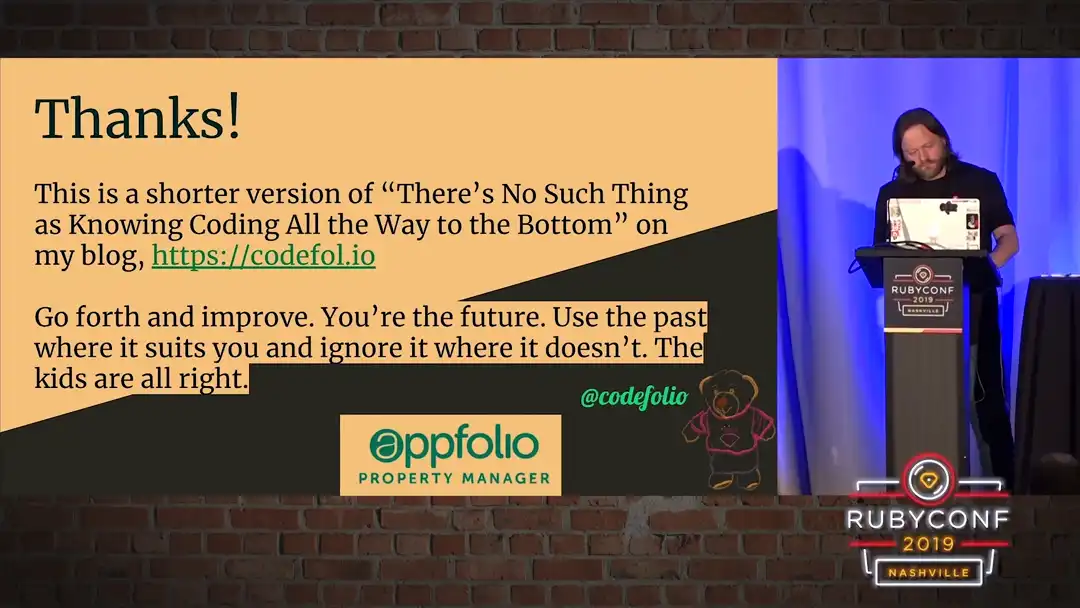 Thanks!
This is a shorter version of “There’s No Such Thing
as Knowing Coding All the Way to the Bottom” on
my blog, https://codefol.io
Go forth and improve. You’re the future. Use the past
where it suits you and ignore it where it doesn’t. The
kids are all right.
@codefolio
appfolio
PROPERTY MANAGER
RUBYCONF
2019
NASHVILLE
RUBYCONF
2019
NASHVILLE